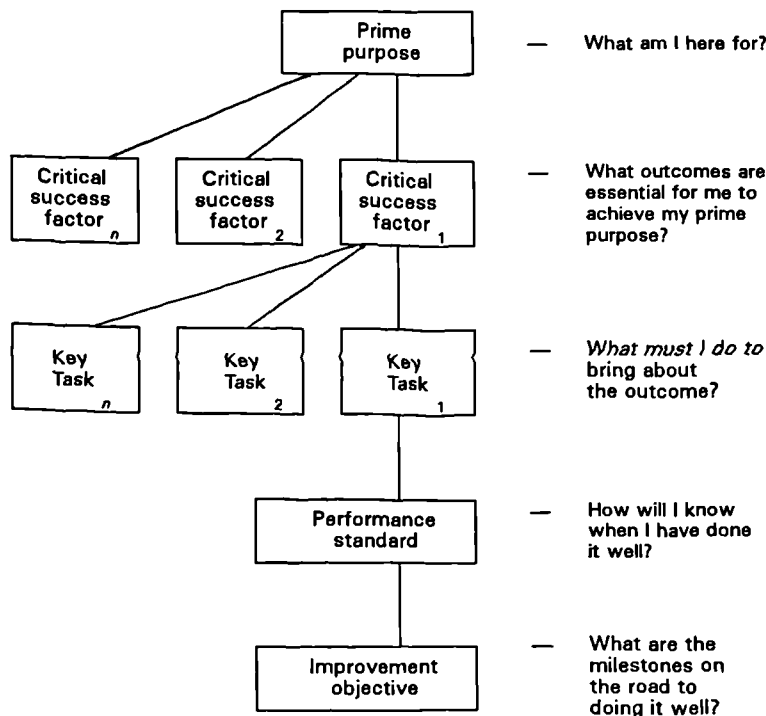 Prime
purpose
— What am I here for?
Critical
success
factor
n
Critical
success
factor
2
Critical
success
factor
1
— What outcomes are
essential for me to
achieve my prime
purpose?
Key
Task
n
Key
Task
2
Key
Task
1
— What must I do to
bring about
the outcome?
Performance
standard
— How will I know
when I have done
it well?
Improvement
objective
— What are the
milestones on
the road to
doing it well?